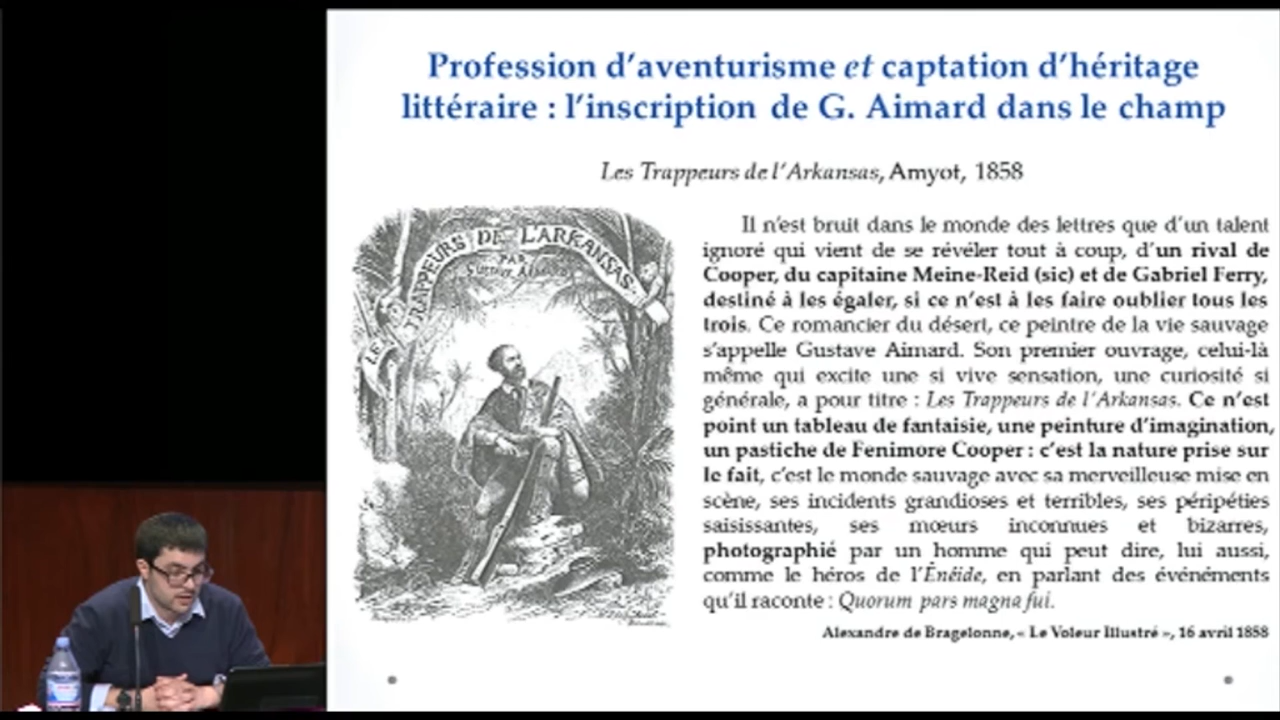 Profession d'aventurisme et captation d'héritage
littéraire : l'inscription de G. Aimard dans le champ
Les Trappeurs de l'Arkansas, Amyot, 1858
LES TRAPPEURS DE L'ARKANSAS
PAR
Gustave Aimard
Il n'est bruit dans le monde des lettres que d'un talent
ignoré qui vient de se révéler tout à coup, d'un rival de
Cooper, du capitaine Meine-Reid (sic) et de Gabriel Ferry,
destiné à les égaler, si ce n'est à les faire oublier tous les
trois. Ce romancier du désert, ce peintre de la vie sauvage
s'appelle Gustave Aimard. Son premier ouvrage, celui-là
même qui excite une si vive sensation, une curiosité si
générale, a pour titre : Les Trappeurs de l'Arkansas. Ce n'est
point un tableau de fantaisie, une peinture d'imagination,
un pastiche de Fenimore Cooper : c'est la nature prise sur
le fait, c'est le monde sauvage avec sa merveilleuse mise en
scène, ses incidents grandioses et terribles, ses péripéties
saisissantes, ses mœurs inconnues et bizarres,
photographié par un homme qui peut dire, lui aussi,
comme le héros de l'Énéide, en parlant des événements
qu'il raconte : Quorum pars magna fui.
Alexandre de Bragelonne, « Le Voleur Illustré », 16 avril 1858